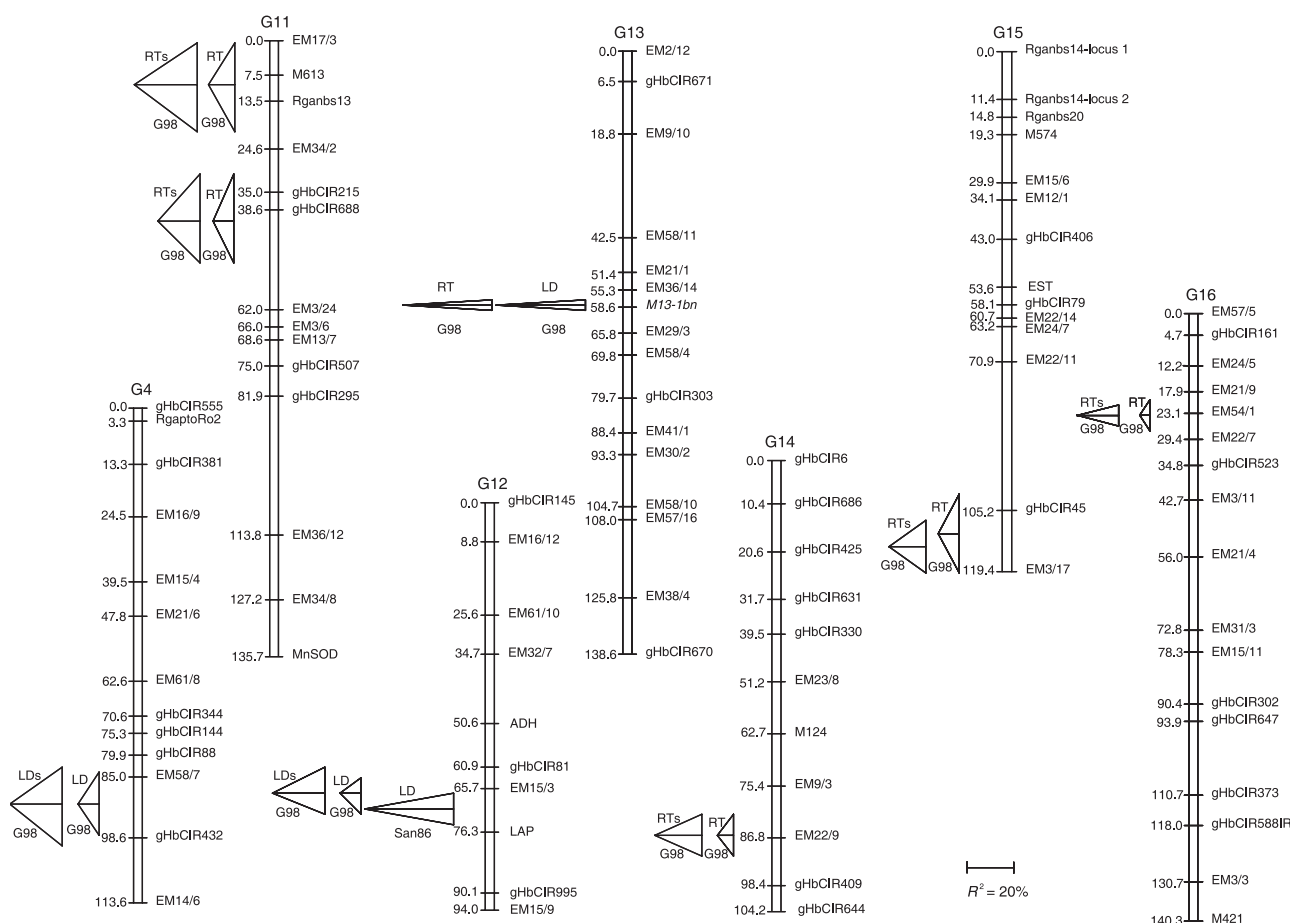 G11
0.0 EM17/3
7.5 M613
13.5 Rganbs13
24.6 EM34/2
35.0 gHbCIR215
38.6 gHbCIR688
62.0 EM3/24
66.0 EM3/6
68.6 EM13/7
75.0 gHbCIR507
81.9 gHbCIR295
113.8 EM36/12
127.2 EM34/8
135.7 MnSOD
RTs RT
G98 G98
RTs RT
G98 G98
G13
0.0 EM2/12
6.5 gHbCIR671
18.8 EM9/10
42.5 EM58/11
51.4 EM21/1
55.3 EM36/14
58.6 M13-1bn
65.8 EM29/3
69.8 EM58/4
79.7 gHbCIR303
88.4 EM41/1
93.3 EM30/2
104.7 EM58/10
108.0 EM57/16
125.8 EM38/4
138.6 gHbCIR670
RT LD
G98 G98
G15
0.0 Rganbs14-locus 1
11.4 Rganbs14-locus 2
14.8 Rganbs20
19.3 M574
29.9 EM15/6
34.1 EM12/1
43.0 gHbCIR406
53.6 EST
58.1 gHbCIR79
60.7 EM22/14
63.2 EM24/7
70.9 EM22/11
105.2 gHbCIR45
119.4 EM3/17
RTs RT
G98 G98
G16
0.0 EM57/5
4.7 gHbCIR161
12.2 EM24/5
17.9 EM21/9
23.1 EM54/1
29.4 EM22/7
34.8 gHbCIR523
42.7 EM3/11
56.0 EM21/4
72.8 EM31/3
78.3 EM15/11
90.4 gHbCIR302
93.9 gHbCIR647
110.7 gHbCIR373
118.0 gHbCIR588IR
130.7 EM3/3
140.3 M421
RTs RT
G98 G98
G4
0.0 gHbCIR555
3.3 RgaptoRo2
13.3 gHbCIR381
24.5 EM16/9
39.5 EM15/4
47.8 EM21/6
62.6 EM61/8
70.6 gHbCIR344
75.3 gHbCIR144
79.9 gHbCIR88
85.0 EM58/7
98.6 gHbCIR432
113.6 EM14/6
LDs LD
G98 G98
G12
0.0 gHbCIR145
8.8 EM16/12
25.6 EM61/10
34.7 EM32/7
50.6 ADH
60.9 gHbCIR81
65.7 EM15/3
76.3 LAP
90.1 gHbCIR995
94.0 EM15/9
LDs LD LD
G98 G98 San86
G14
0.0 gHbCIR6
10.4 gHbCIR686
20.6 gHbCIR425
31.7 gHbCIR631
39.5 gHbCIR330
51.2 EM23/8
62.7 M124
75.4 EM9/3
86.8 EM22/9
98.4 gHbCIR409
104.2 gHbCIR644
RTs RT
G98 G98
R² = 20%